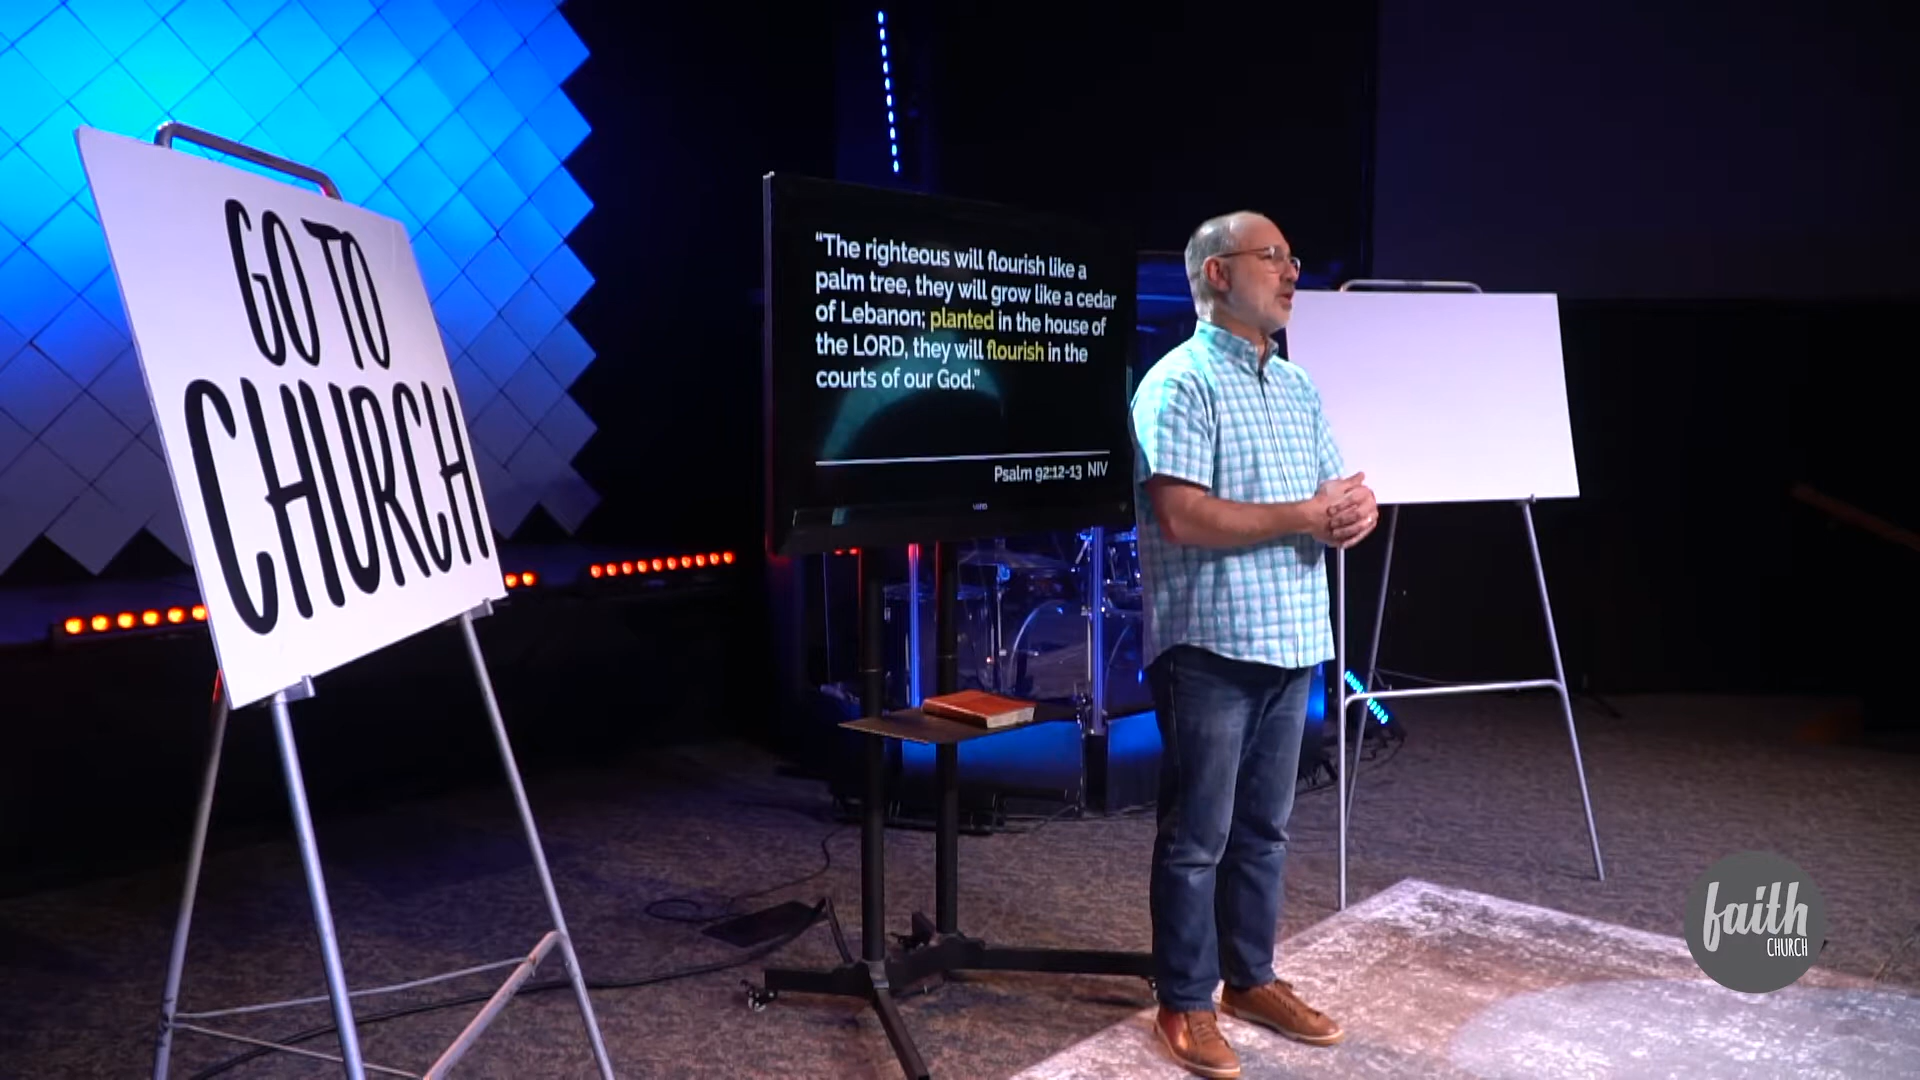 GO TO
CHURCH
“The righteous will flourish like a
palm tree, they will grow like a cedar
of Lebanon; planted in the house of
the LORD, they will flourish in the
courts of our God.”
Psalm 92:12-13 NIV
faith
CHURCH